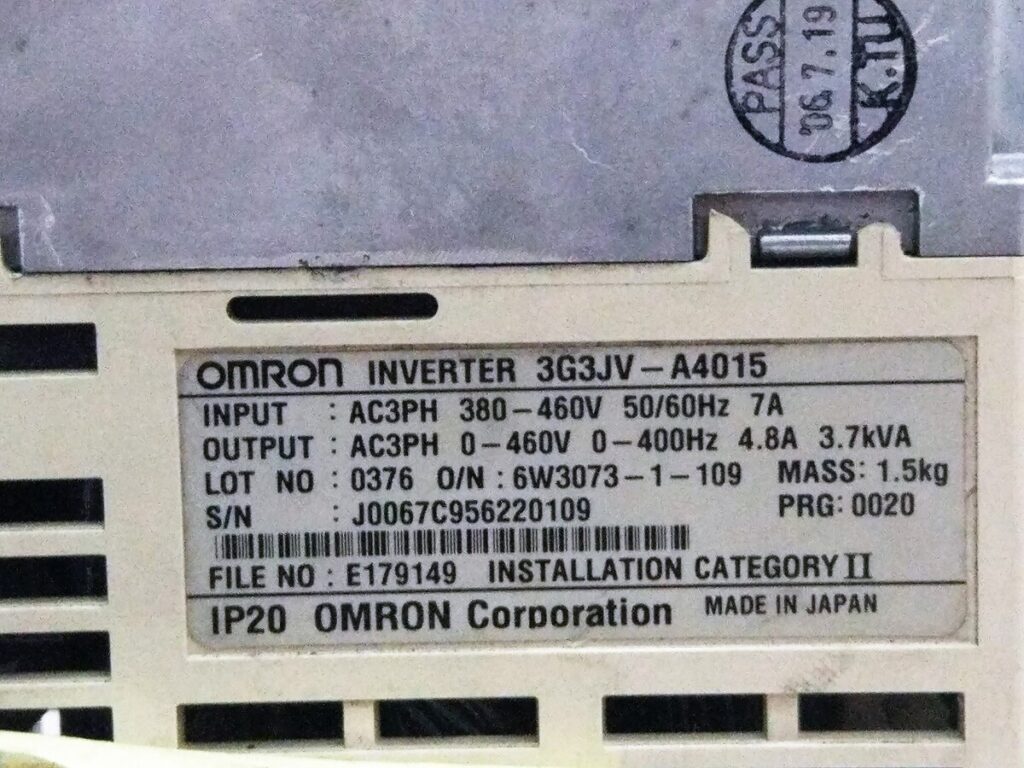 PASS
'06.7.19
K.TU
OMRON INVERTER 3G3JV-A4015
INPUT : AC3PH 380-460V 50/60Hz 7A
OUTPUT : AC3PH 0-460V 0-400Hz 4.8A 3.7kVA
LOT NO : 0376 O/N : 6W3073-1-109 MASS: 1.5kg
S/N : J0067C956220109 PRG: 0020
FILE NO : E179149 INSTALLATION CATEGORY II
IP20 OMRON Corporation MADE IN JAPAN